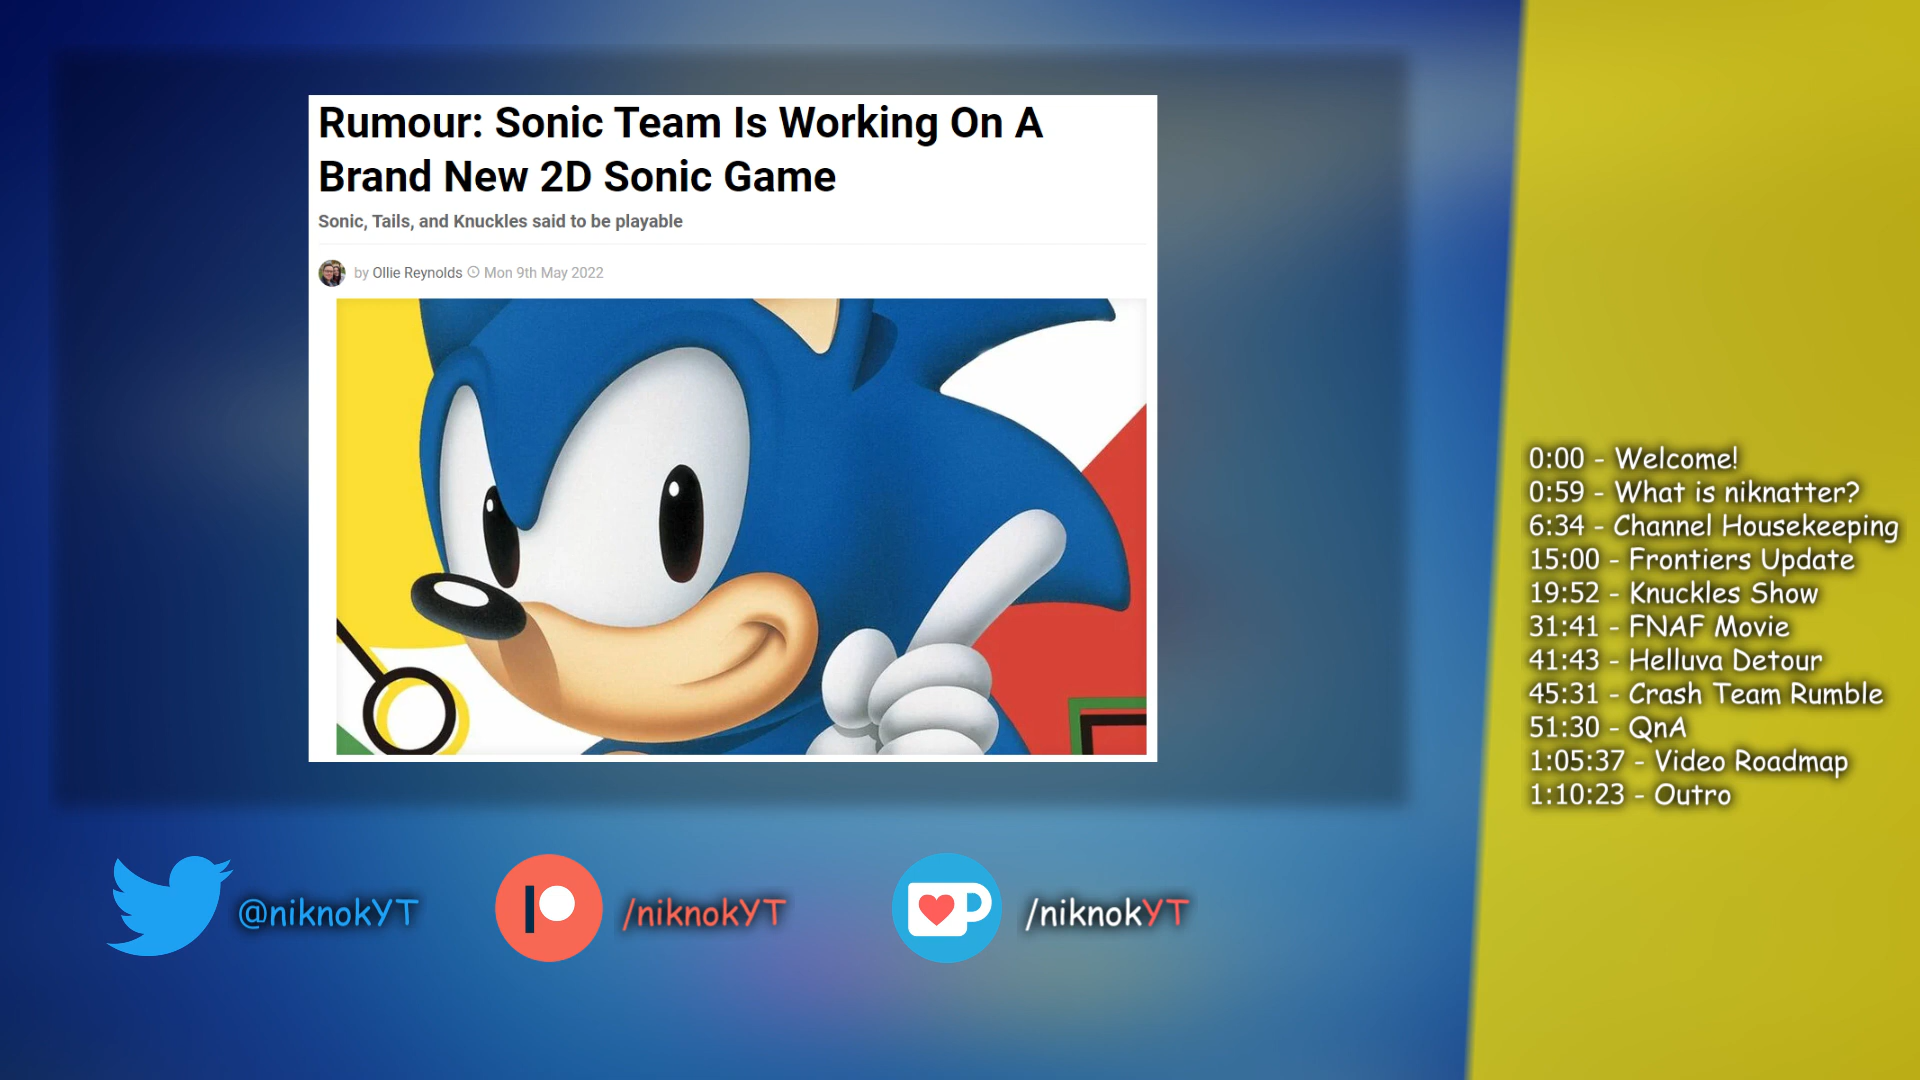 Rumour: Sonic Team Is Working On A
Brand New 2D Sonic Game
Sonic, Tails, and Knuckles said to be playable
by Ollie Reynolds Mon 9th May 2022
0:00 - Welcome!
0:59 - What is niknatter?
6:34 - Channel Housekeeping
15:00 - Frontiers Update
19:52 - Knuckles Show
31:41 - FNAF Movie
41:43 - Helluva Detour
45:31 - Crash Team Rumble
51:30 - QnA
1:05:37 - Video Roadmap
1:10:23 - Outro
@niknokYT
/niknokYT
/niknokYT